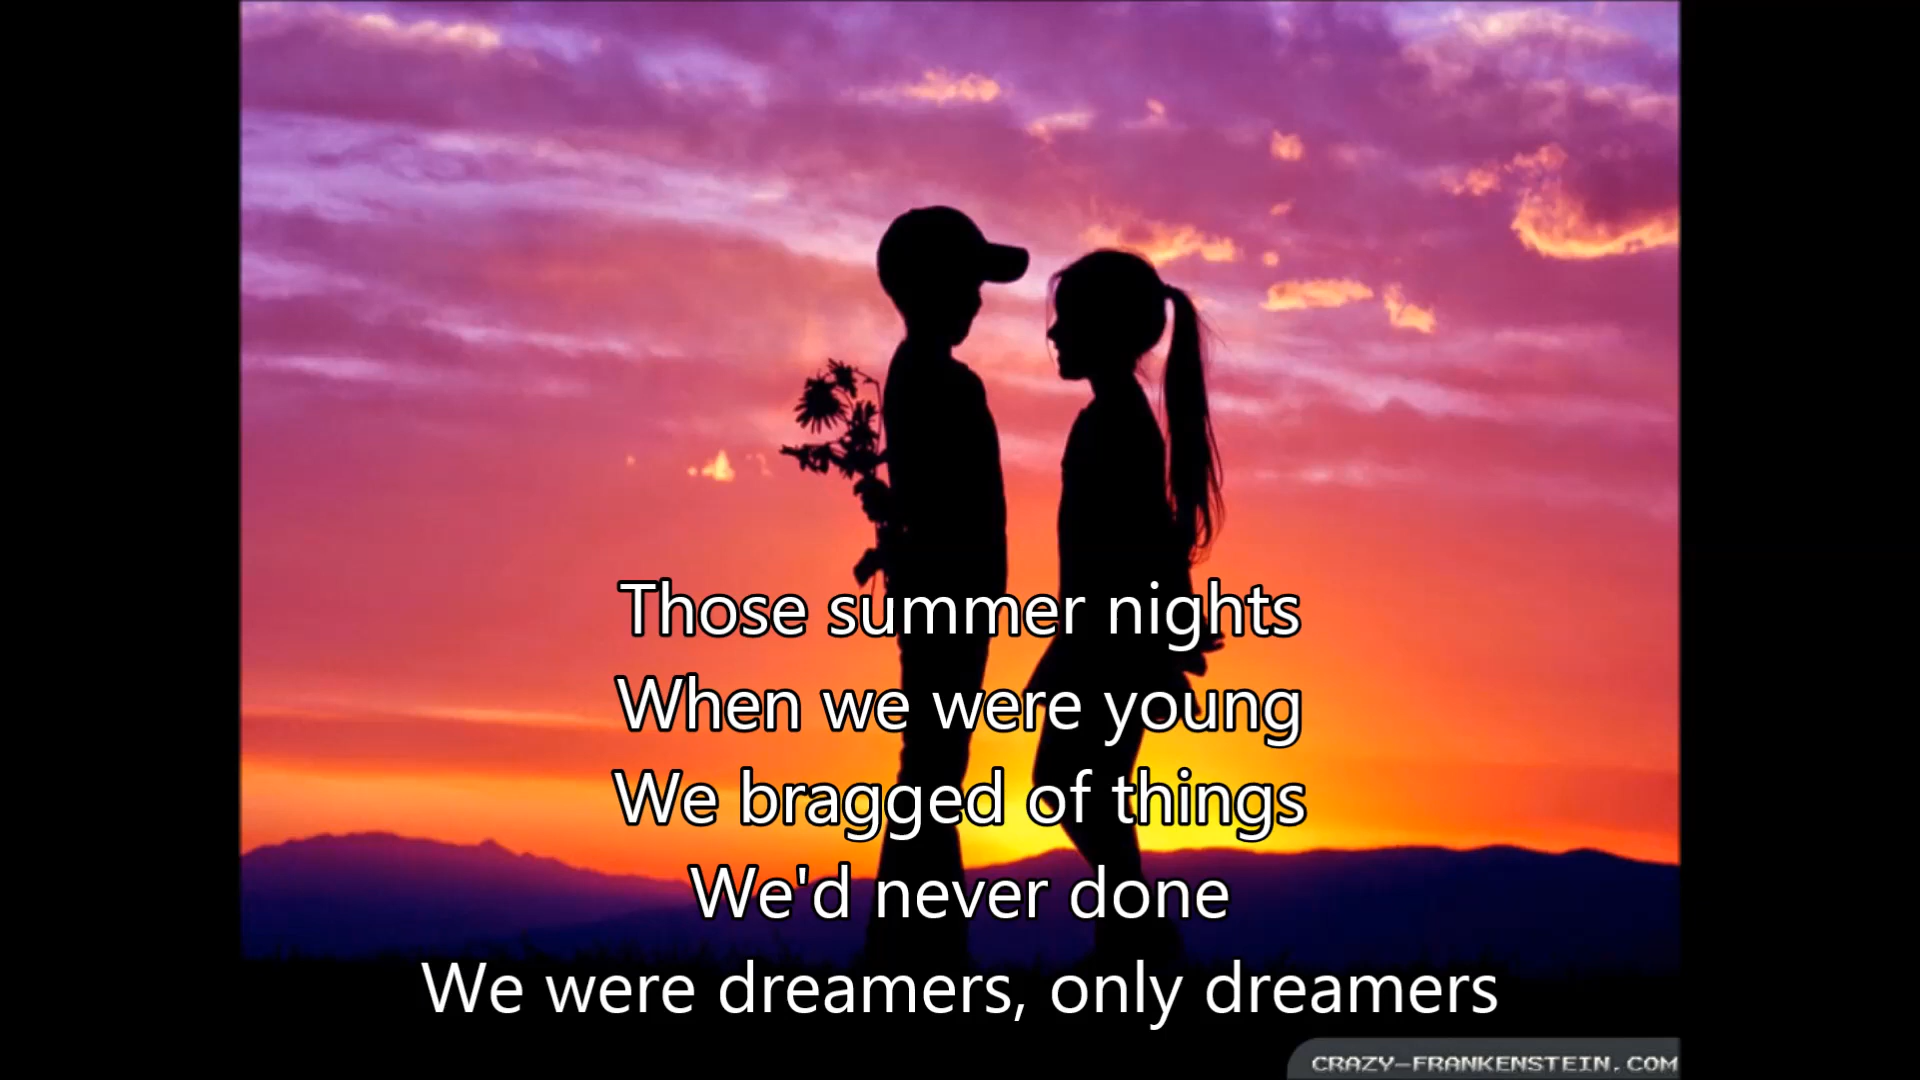 Those summer nights
When we were young
We bragged of things
We'd never done
We were dreamers, only dreamers
CRAZY-FRANKENSTEIN.COM